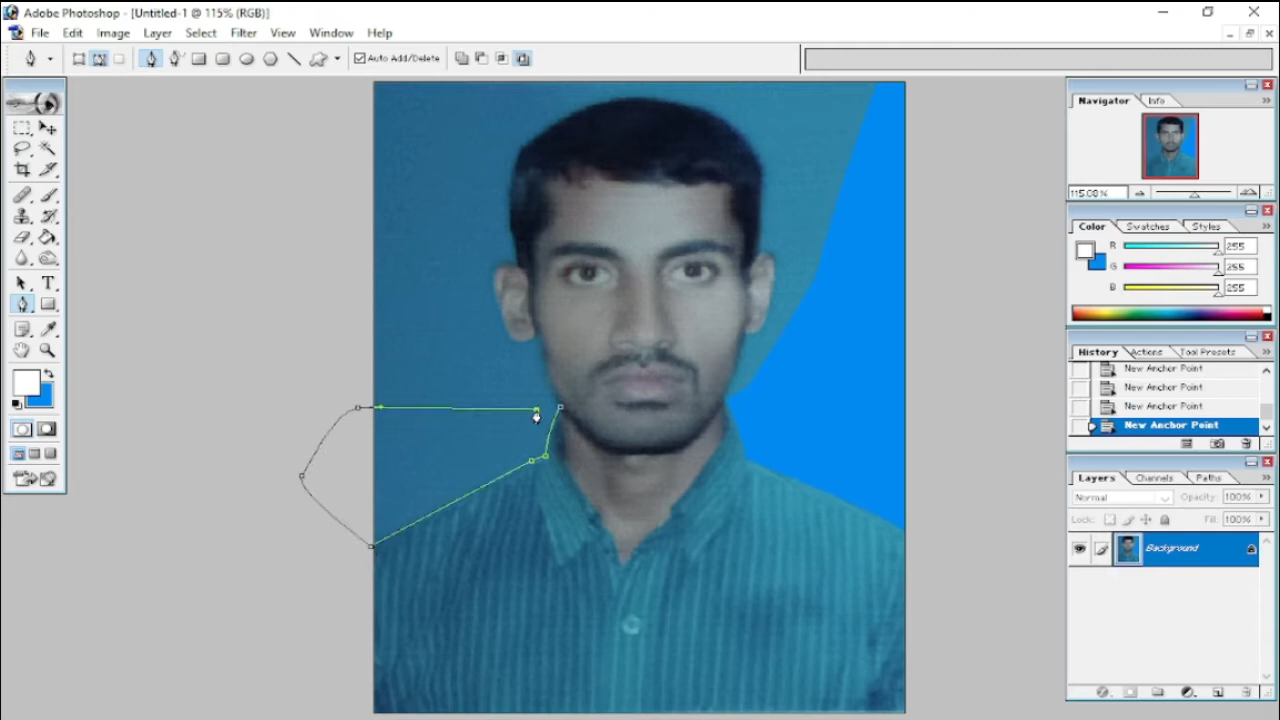 Adobe Photoshop - [Untitled-1 @ 115% (RGB)]
File Edit Image Layer Select Filter View Window Help
Auto Add/Delete
Navigator Info
115.08%
Color Swatches Styles
R 255
G 255
B 255
History Actions Tool Presets
New Anchor Point
New Anchor Point
New Anchor Point
New Anchor Point
Layers Channels Paths
Normal Opacity: 100%
Lock: Fill: 100%
Background